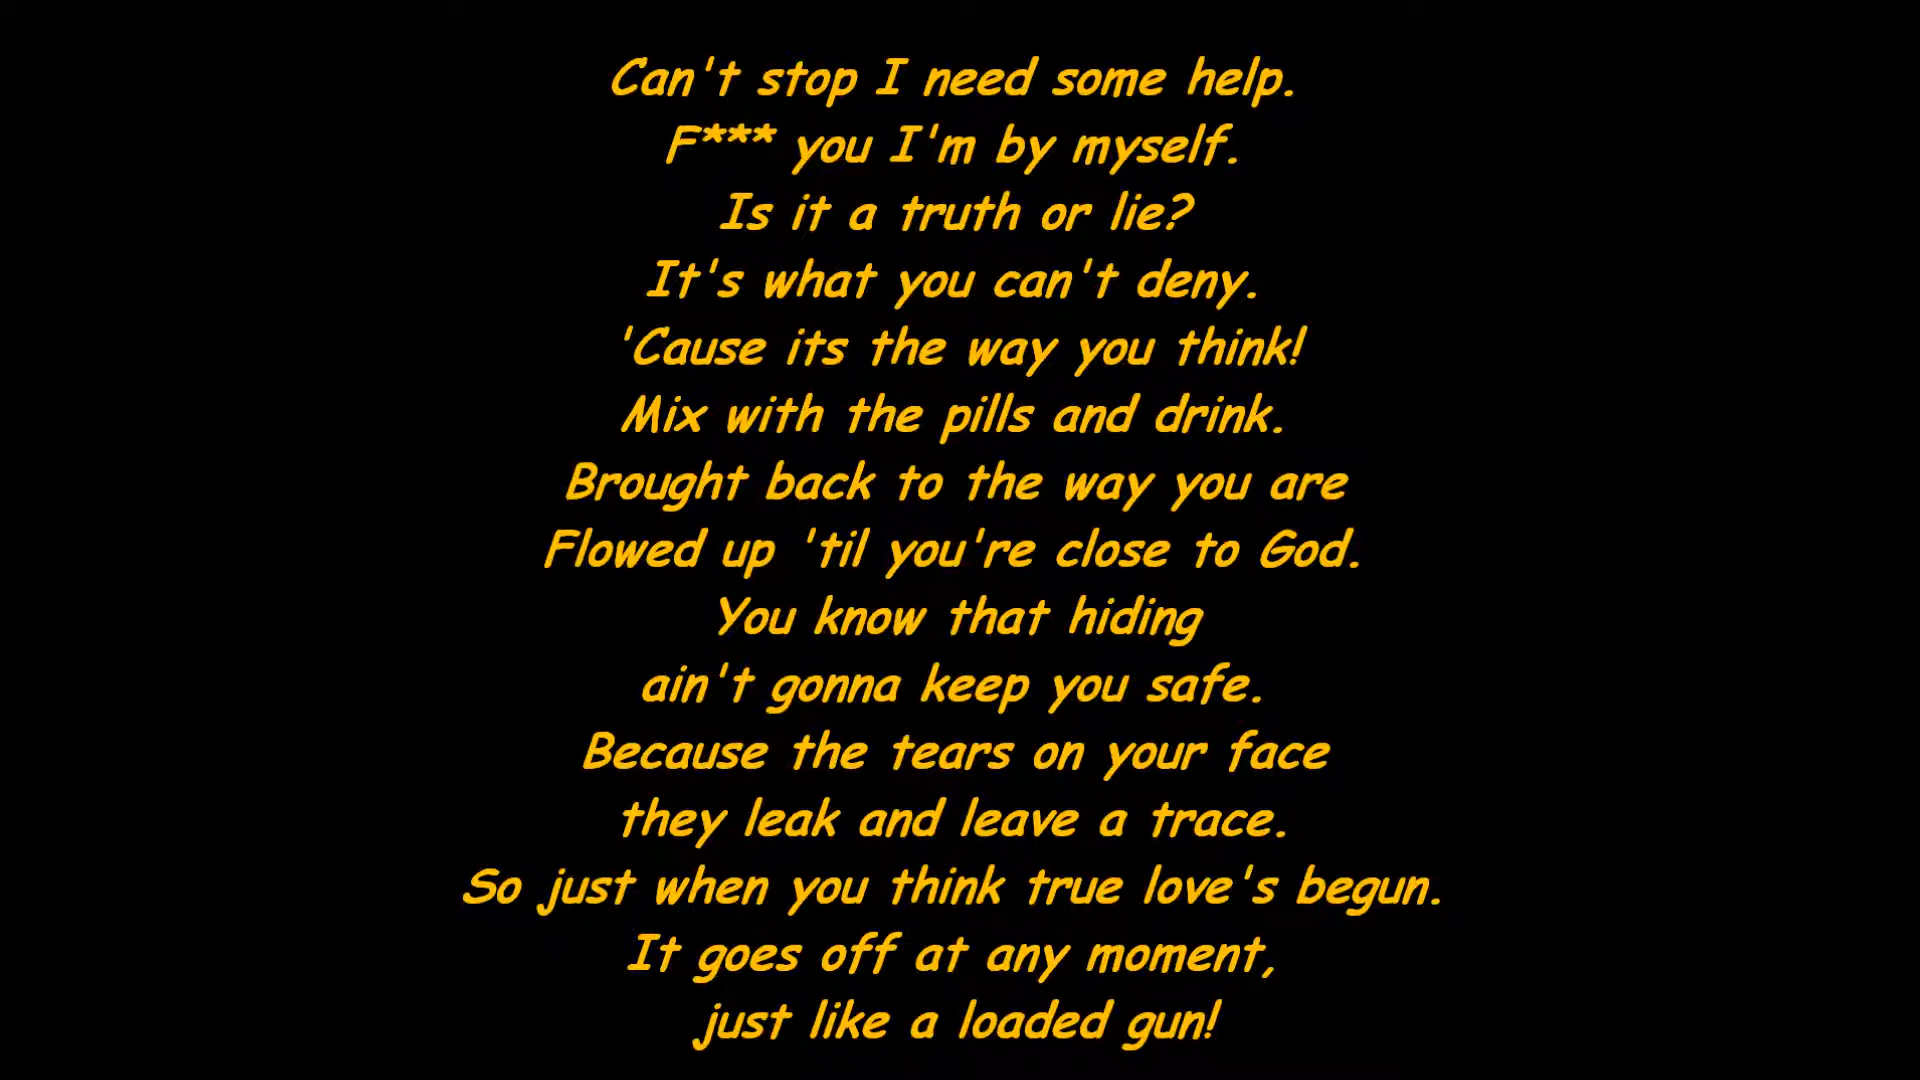 Can't stop I need some help.
F*** you I'm by myself.
Is it a truth or lie?
It's what you can't deny.
'Cause its the way you think!
Mix with the pills and drink.
Brought back to the way you are
Flowed up 'til you're close to God.
You know that hiding
ain't gonna keep you safe.
Because the tears on your face
they leak and leave a trace.
So just when you think true love's begun.
It goes off at any moment,
just like a loaded gun!